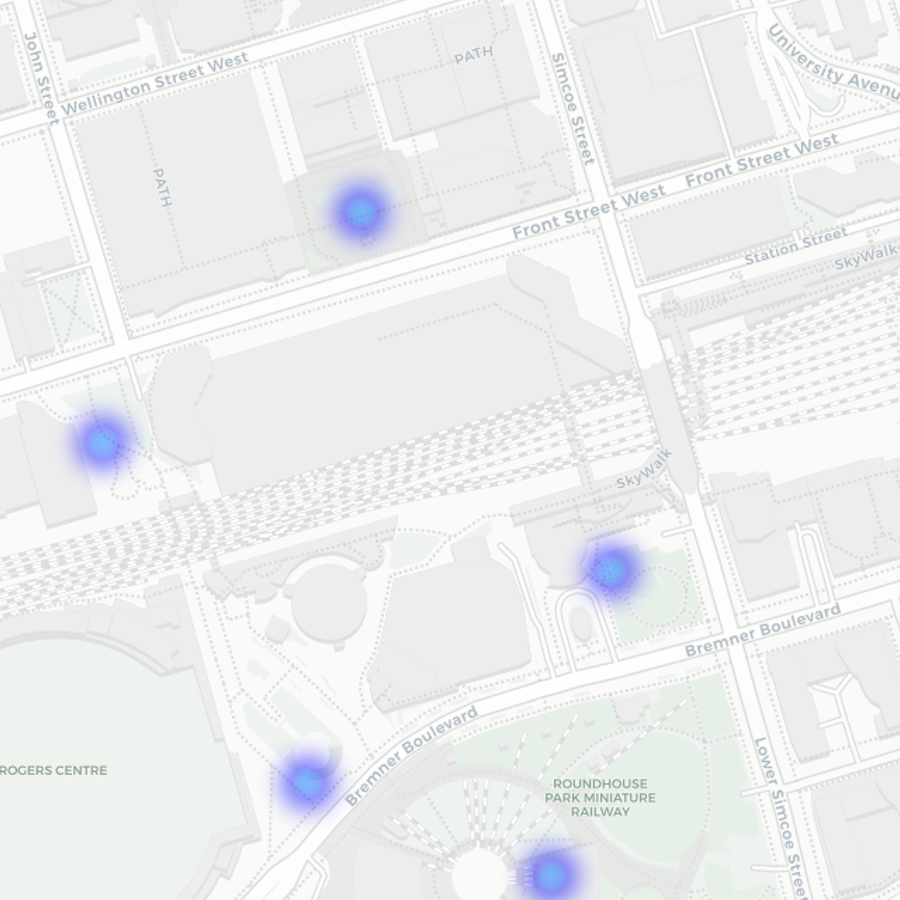 PATH
University Avenu
John Street
Wellington Street West
Simcoe Street
PATH
Front Street West
Front Street West
Station Street
SkyWalk
SkyWalk
Bremner Boulevard
Bremner Boulevard
ROGERS CENTRE
ROUNDHOUSE
PARK MINIATURE
RAILWAY
Lower Simcoe Street